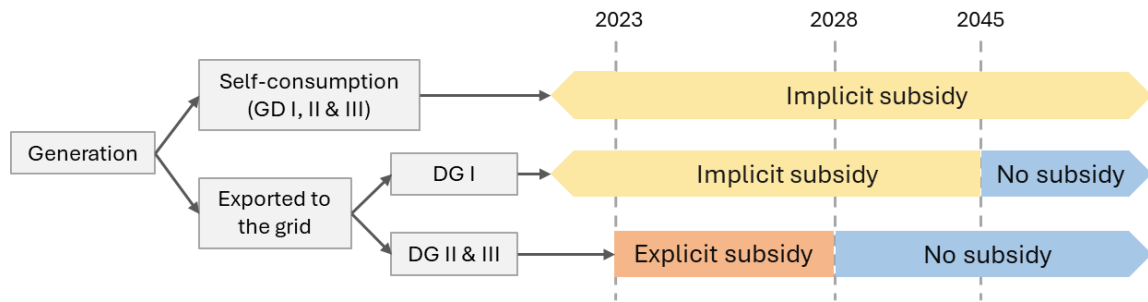 2023
2028
2045
Self-consumption
(GD I, II & III)
Implicit subsidy
Generation
DG I
Implicit subsidy
No subsidy
Exported to
the grid
DG II & III
Explicit subsidy
No subsidy